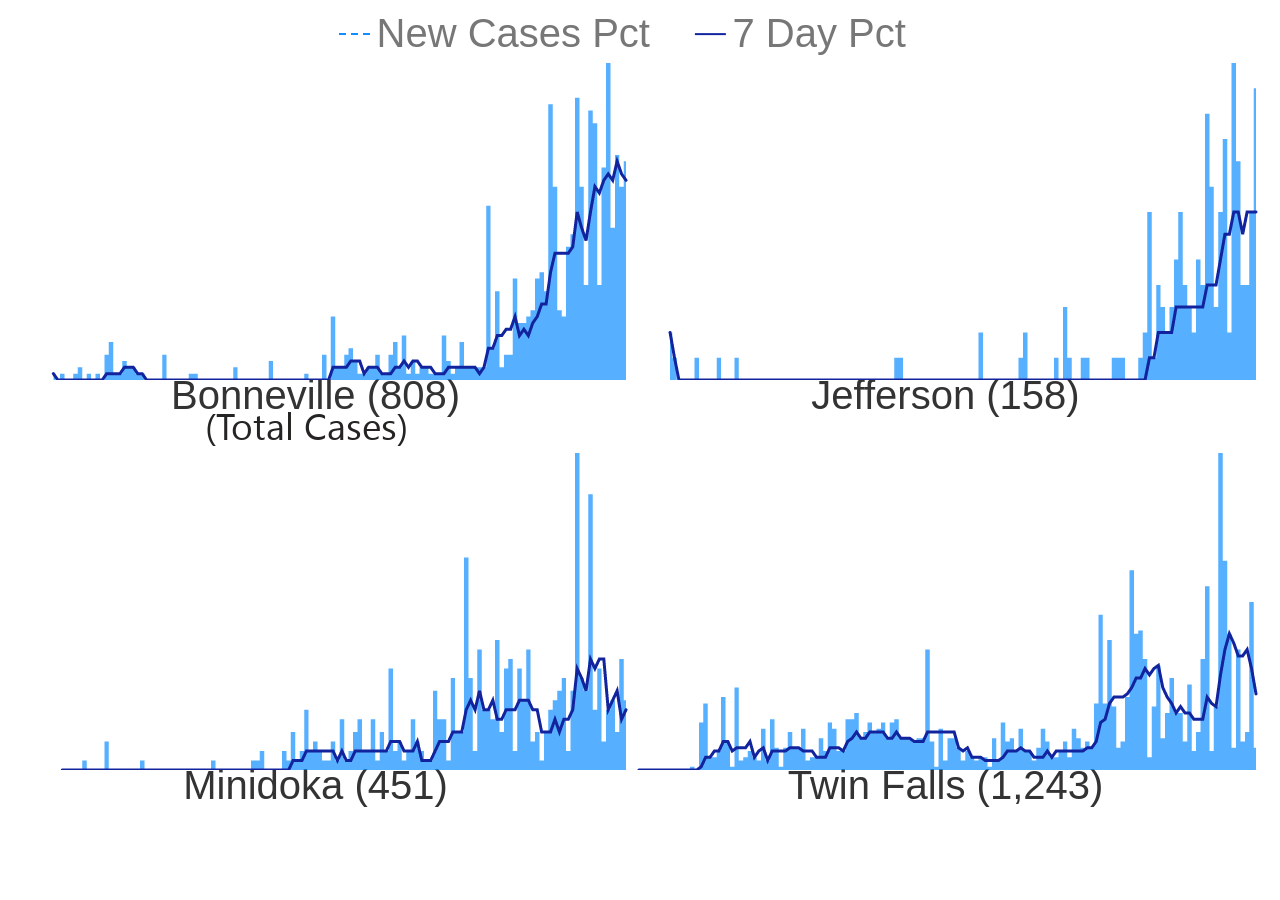 New Cases Pct 7 Day Pct
Bonneville (808) Jefferson (158)
(Total Cases)
Minidoka (451) Twin Falls (1,243)